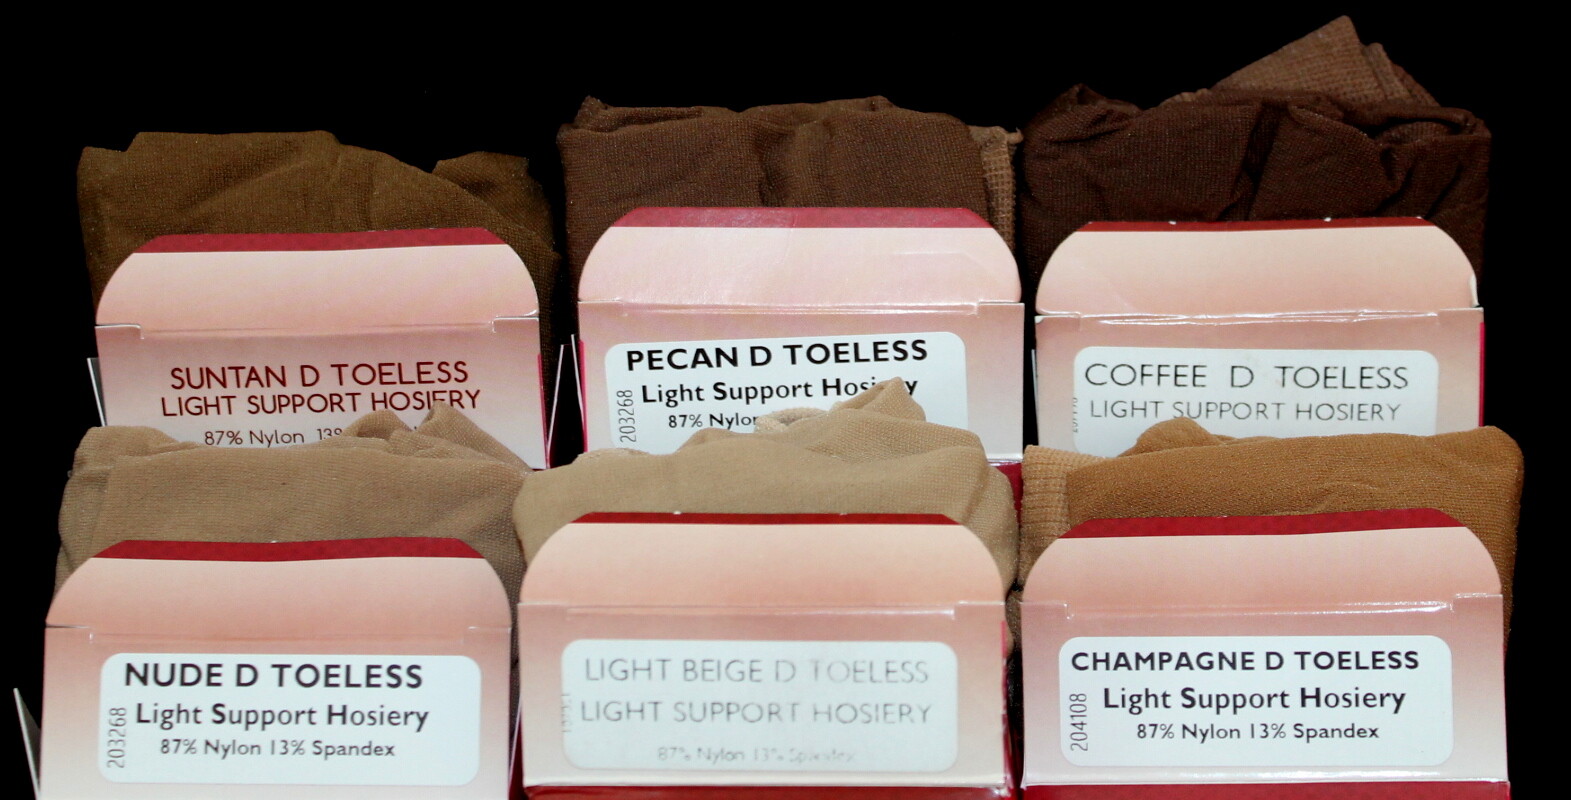 SUNTAN D TOELESS
LIGHT SUPPORT HOSIERY
87% Nylon 13%
PECAN D TOELESS
Light Support Hosiery
87% Nylon
203268
COFFEE D TOELESS
LIGHT SUPPORT HOSIERY
NUDE D TOELESS
Light Support Hosiery
87% Nylon 13% Spandex
203268
LIGHT BEIGE D TOELESS
LIGHT SUPPORT HOSIERY
87% Nylon 13% Spandex
CHAMPAGNE D TOELESS
Light Support Hosiery
87% Nylon 13% Spandex
204108